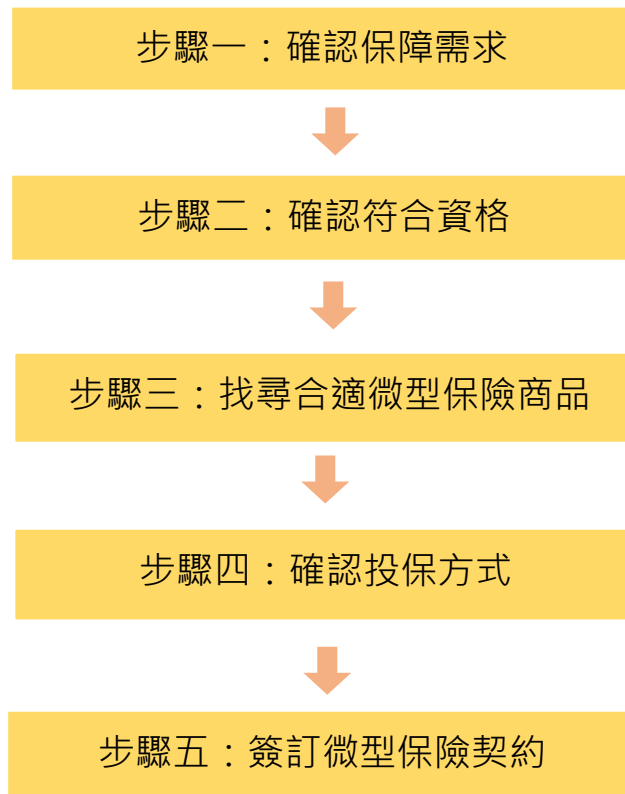 步驟一：確認保障需求
步驟二：確認符合資格
步驟三：找尋合適微型保險商品
步驟四：確認投保方式
步驟五：簽訂微型保險契約